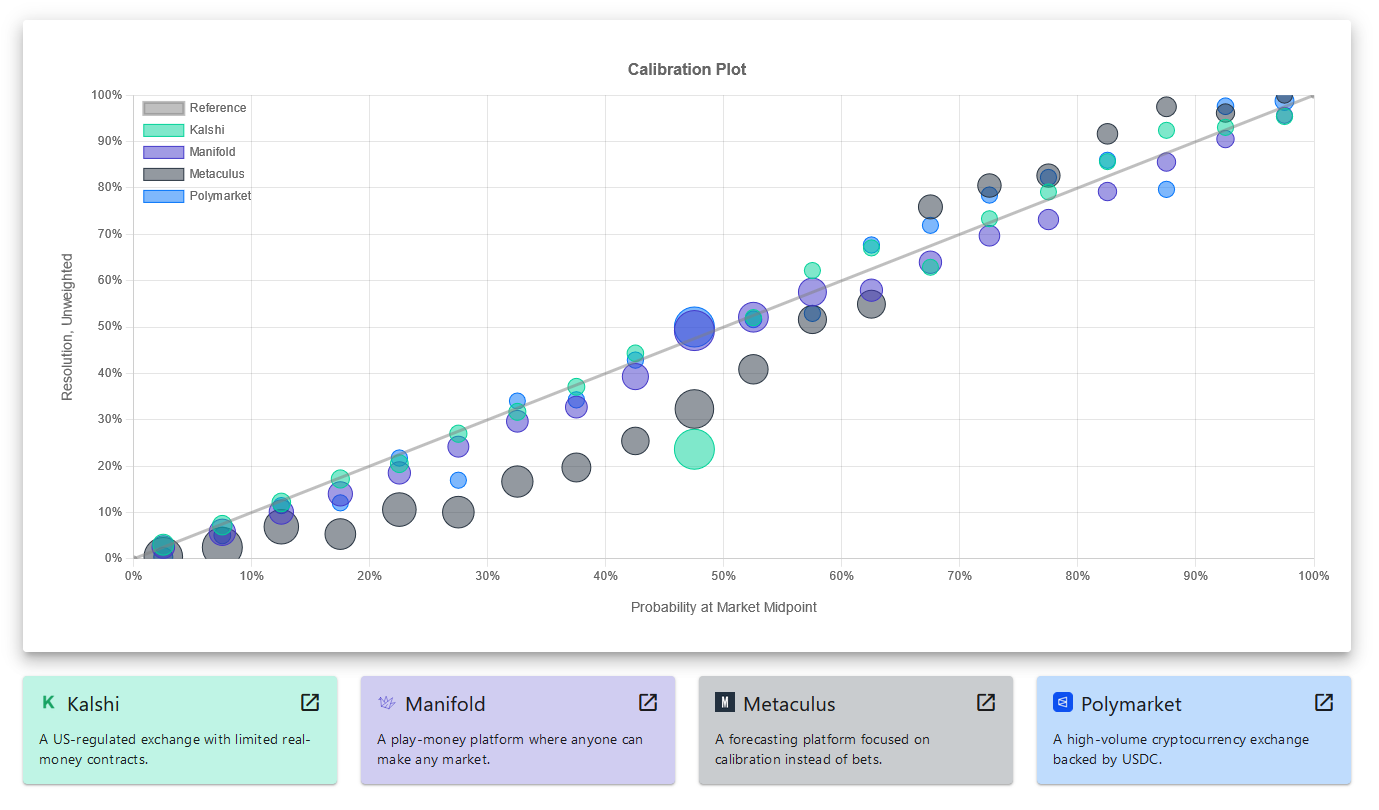 Calibration Plot
Reference
Kalshi
Manifold
Metaculus
Polymarket
100%
90%
80%
70%
60%
50%
40%
30%
20%
10%
0%
Resolution, Unweighted
0% 10% 20% 30% 40% 50% 60% 70% 80% 90% 100%
Probability at Market Midpoint
K Kalshi
A US-regulated exchange with limited real-
money contracts.
Manifold
A play-money platform where anyone can
make any market.
M Metaculus
A forecasting platform focused on
calibration instead of bets.
Polymarket
A high-volume cryptocurrency exchange
backed by USDC.